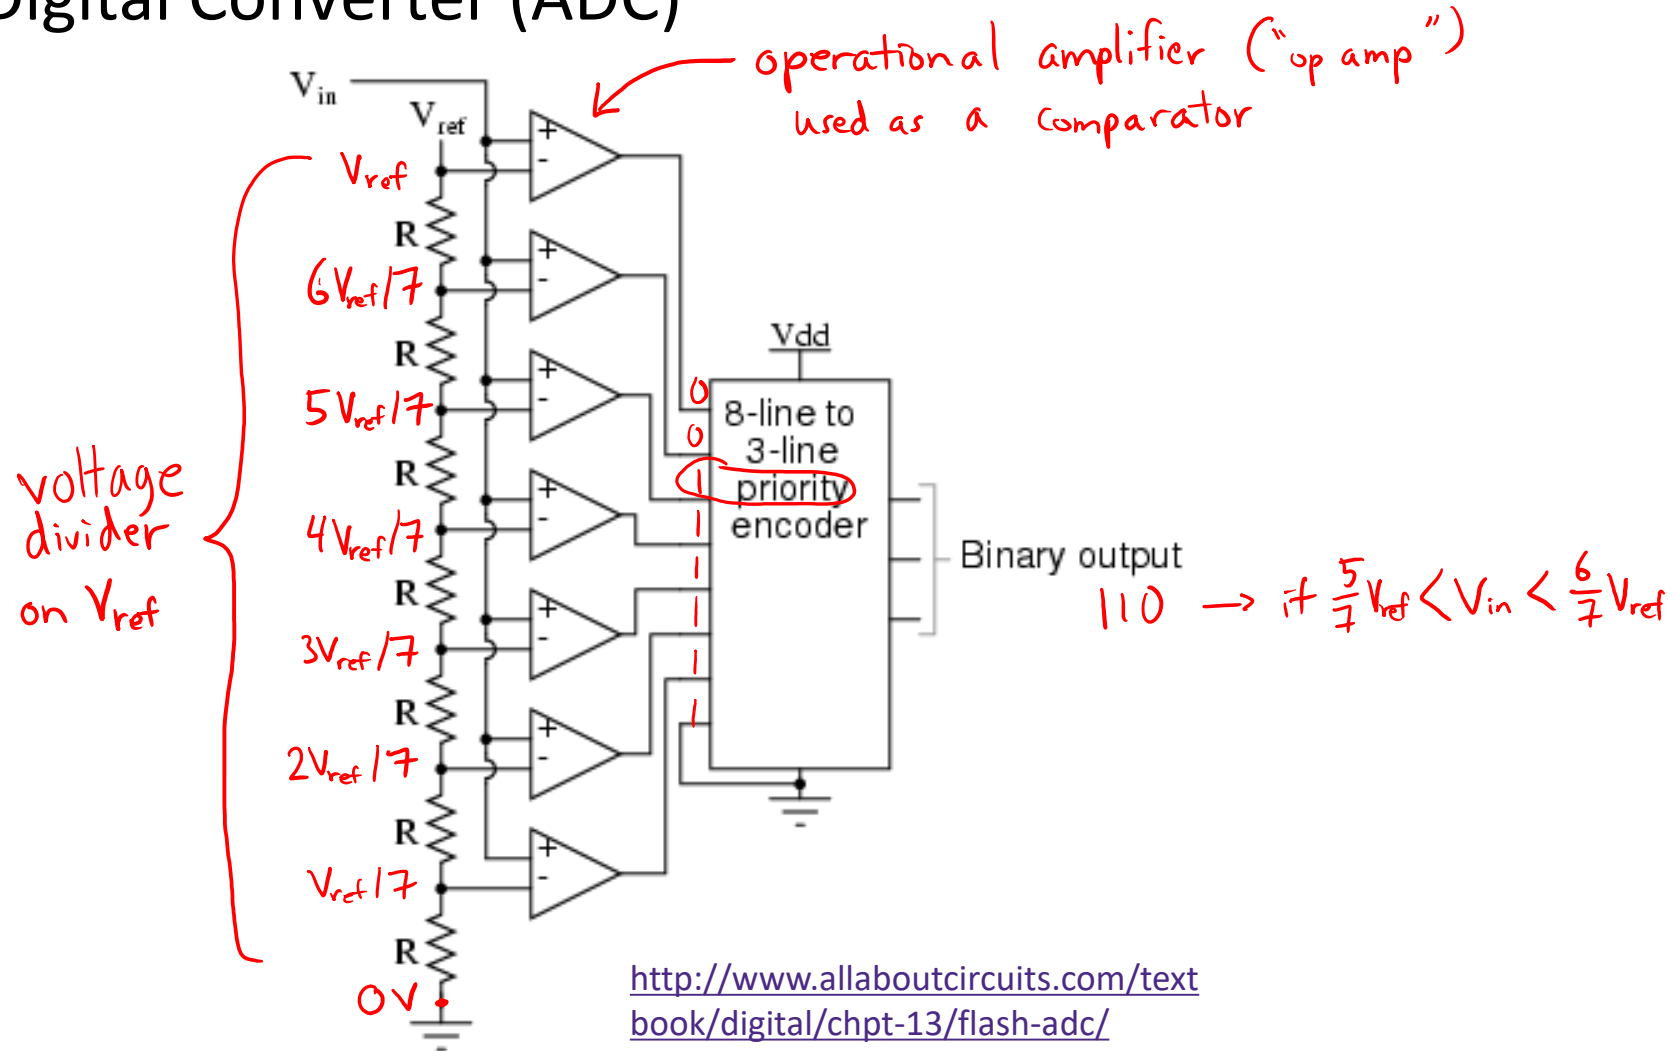 Digital Converter (ADC)
operational amplifier ("op amp")
used as a comparator
Vin
Vref
Vref
+
-
R
6Vref/7
+
-
R
5Vref/7
+
-
R
4Vref/7
+
-
R
3Vref/7
+
-
R
2Vref/7
+
-
R
Vref/7
+
-
R
0V
voltage
divider
on Vref
Vdd
0
0
1
1
1
1
1
1
8-line to
3-line
priority
encoder
Binary output
110 → if 5/7 Vref < Vin < 6/7 Vref
http://www.allaboutcircuits.com/text
book/digital/chpt-13/flash-adc/